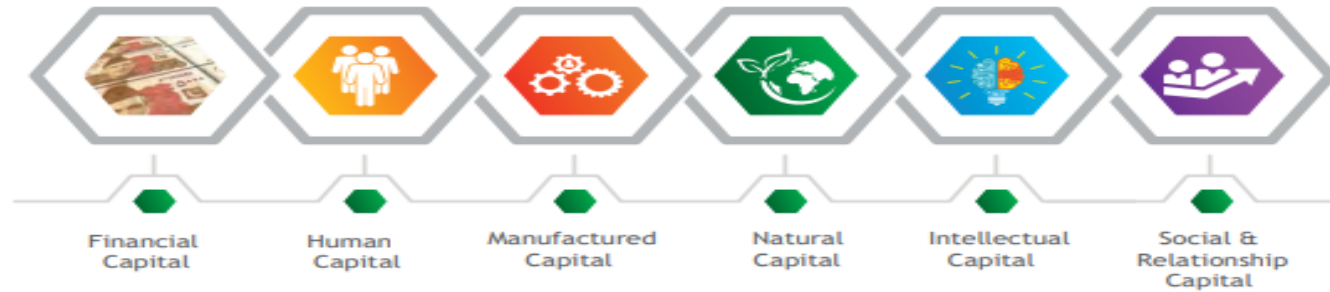 Financial
Capital
Human
Capital
Manufactured
Capital
Natural
Capital
Intellectual
Capital
Social &
Relationship
Capital